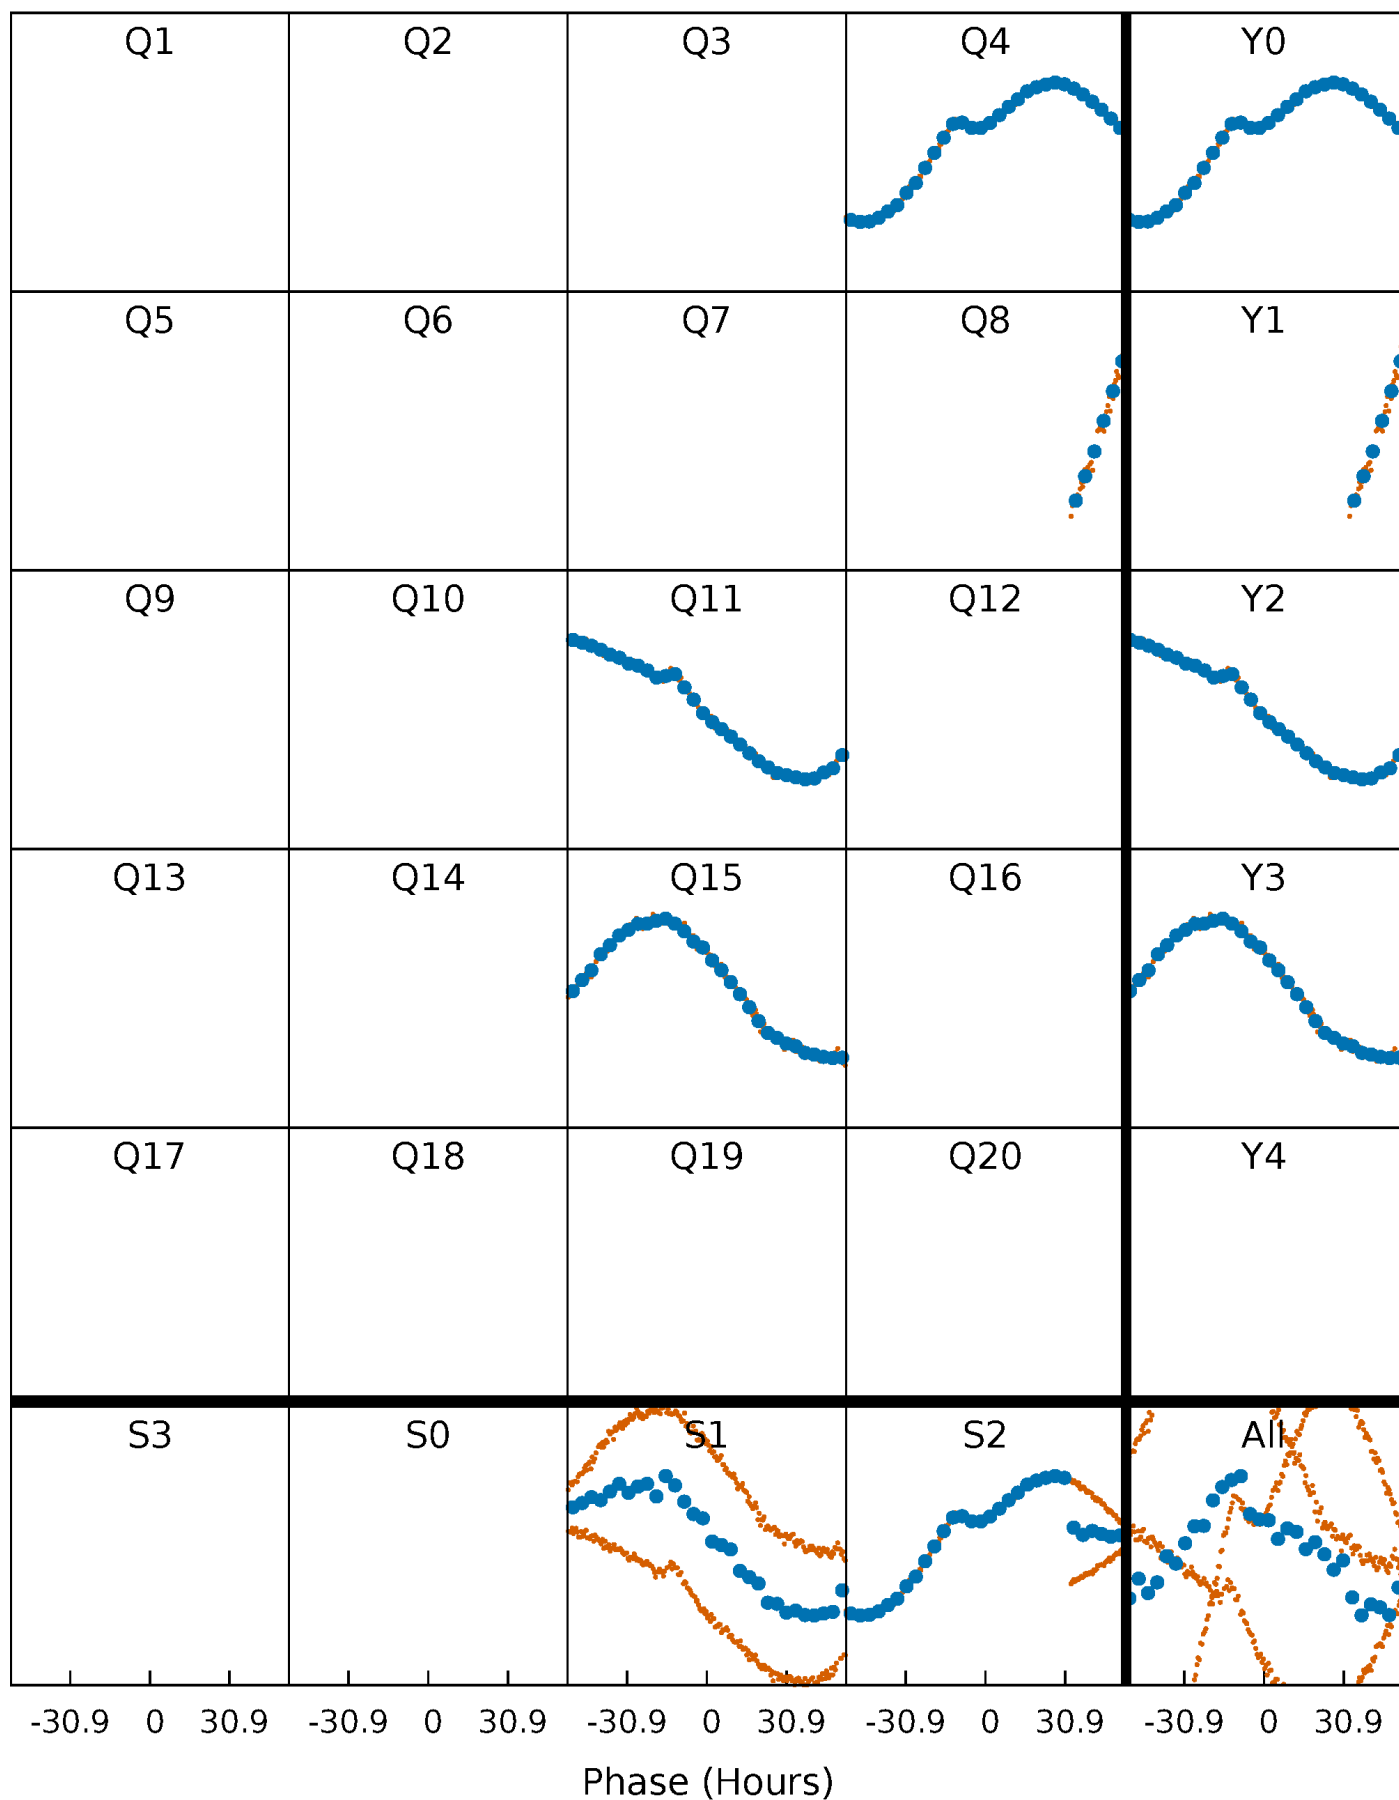 Q1 Q2 Q3 Q4 Y0
Q5 Q6 Q7 Q8 Y1
Q9 Q10 Q11 Q12 Y2
Q13 Q14 Q15 Q16 Y3
Q17 Q18 Q19 Q20 Y4
S3 S0 S1 S2 All
-30.9 0 30.9 -30.9 0 30.9 -30.9 0 30.9 -30.9 0 30.9 -30.9 0 30.9
Phase (Hours)